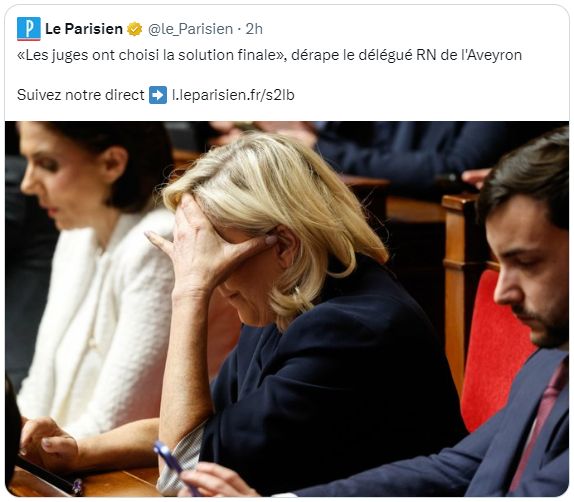 Le Parisien @le_Parisien · 2h
«Les juges ont choisi la solution finale», dérape le délégué RN de l'Aveyron
Suivez notre direct ➡️ l.leparisien.fr/s2lb